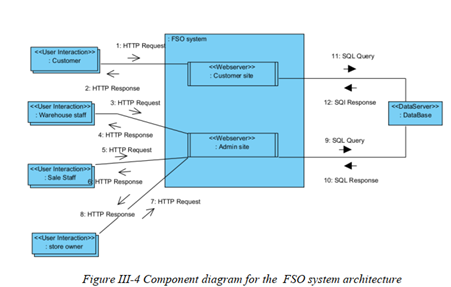 : FSO system
<<User Interaction>>
: Customer
1: HTTP Request
2: HTTP Response
<<Webserver>>
: Customer site
11: SQL Query
12: SQl Response
<<User Interaction>>
: Warehouse staff
3: HTTP Request
4: HTTP Response
<<DataServer>>
: DataBase
<<Webserver>>
: Admin site
9: SQL Query
10: SQL Response
5: HTTP Request
<<User Interaction>>
: Sale Staff
6: HTTP Response
7: HTTP Request
8: HTTP Response
<<User Interaction>>
: store owner
Figure III-4 Component diagram for the FSO system architecture